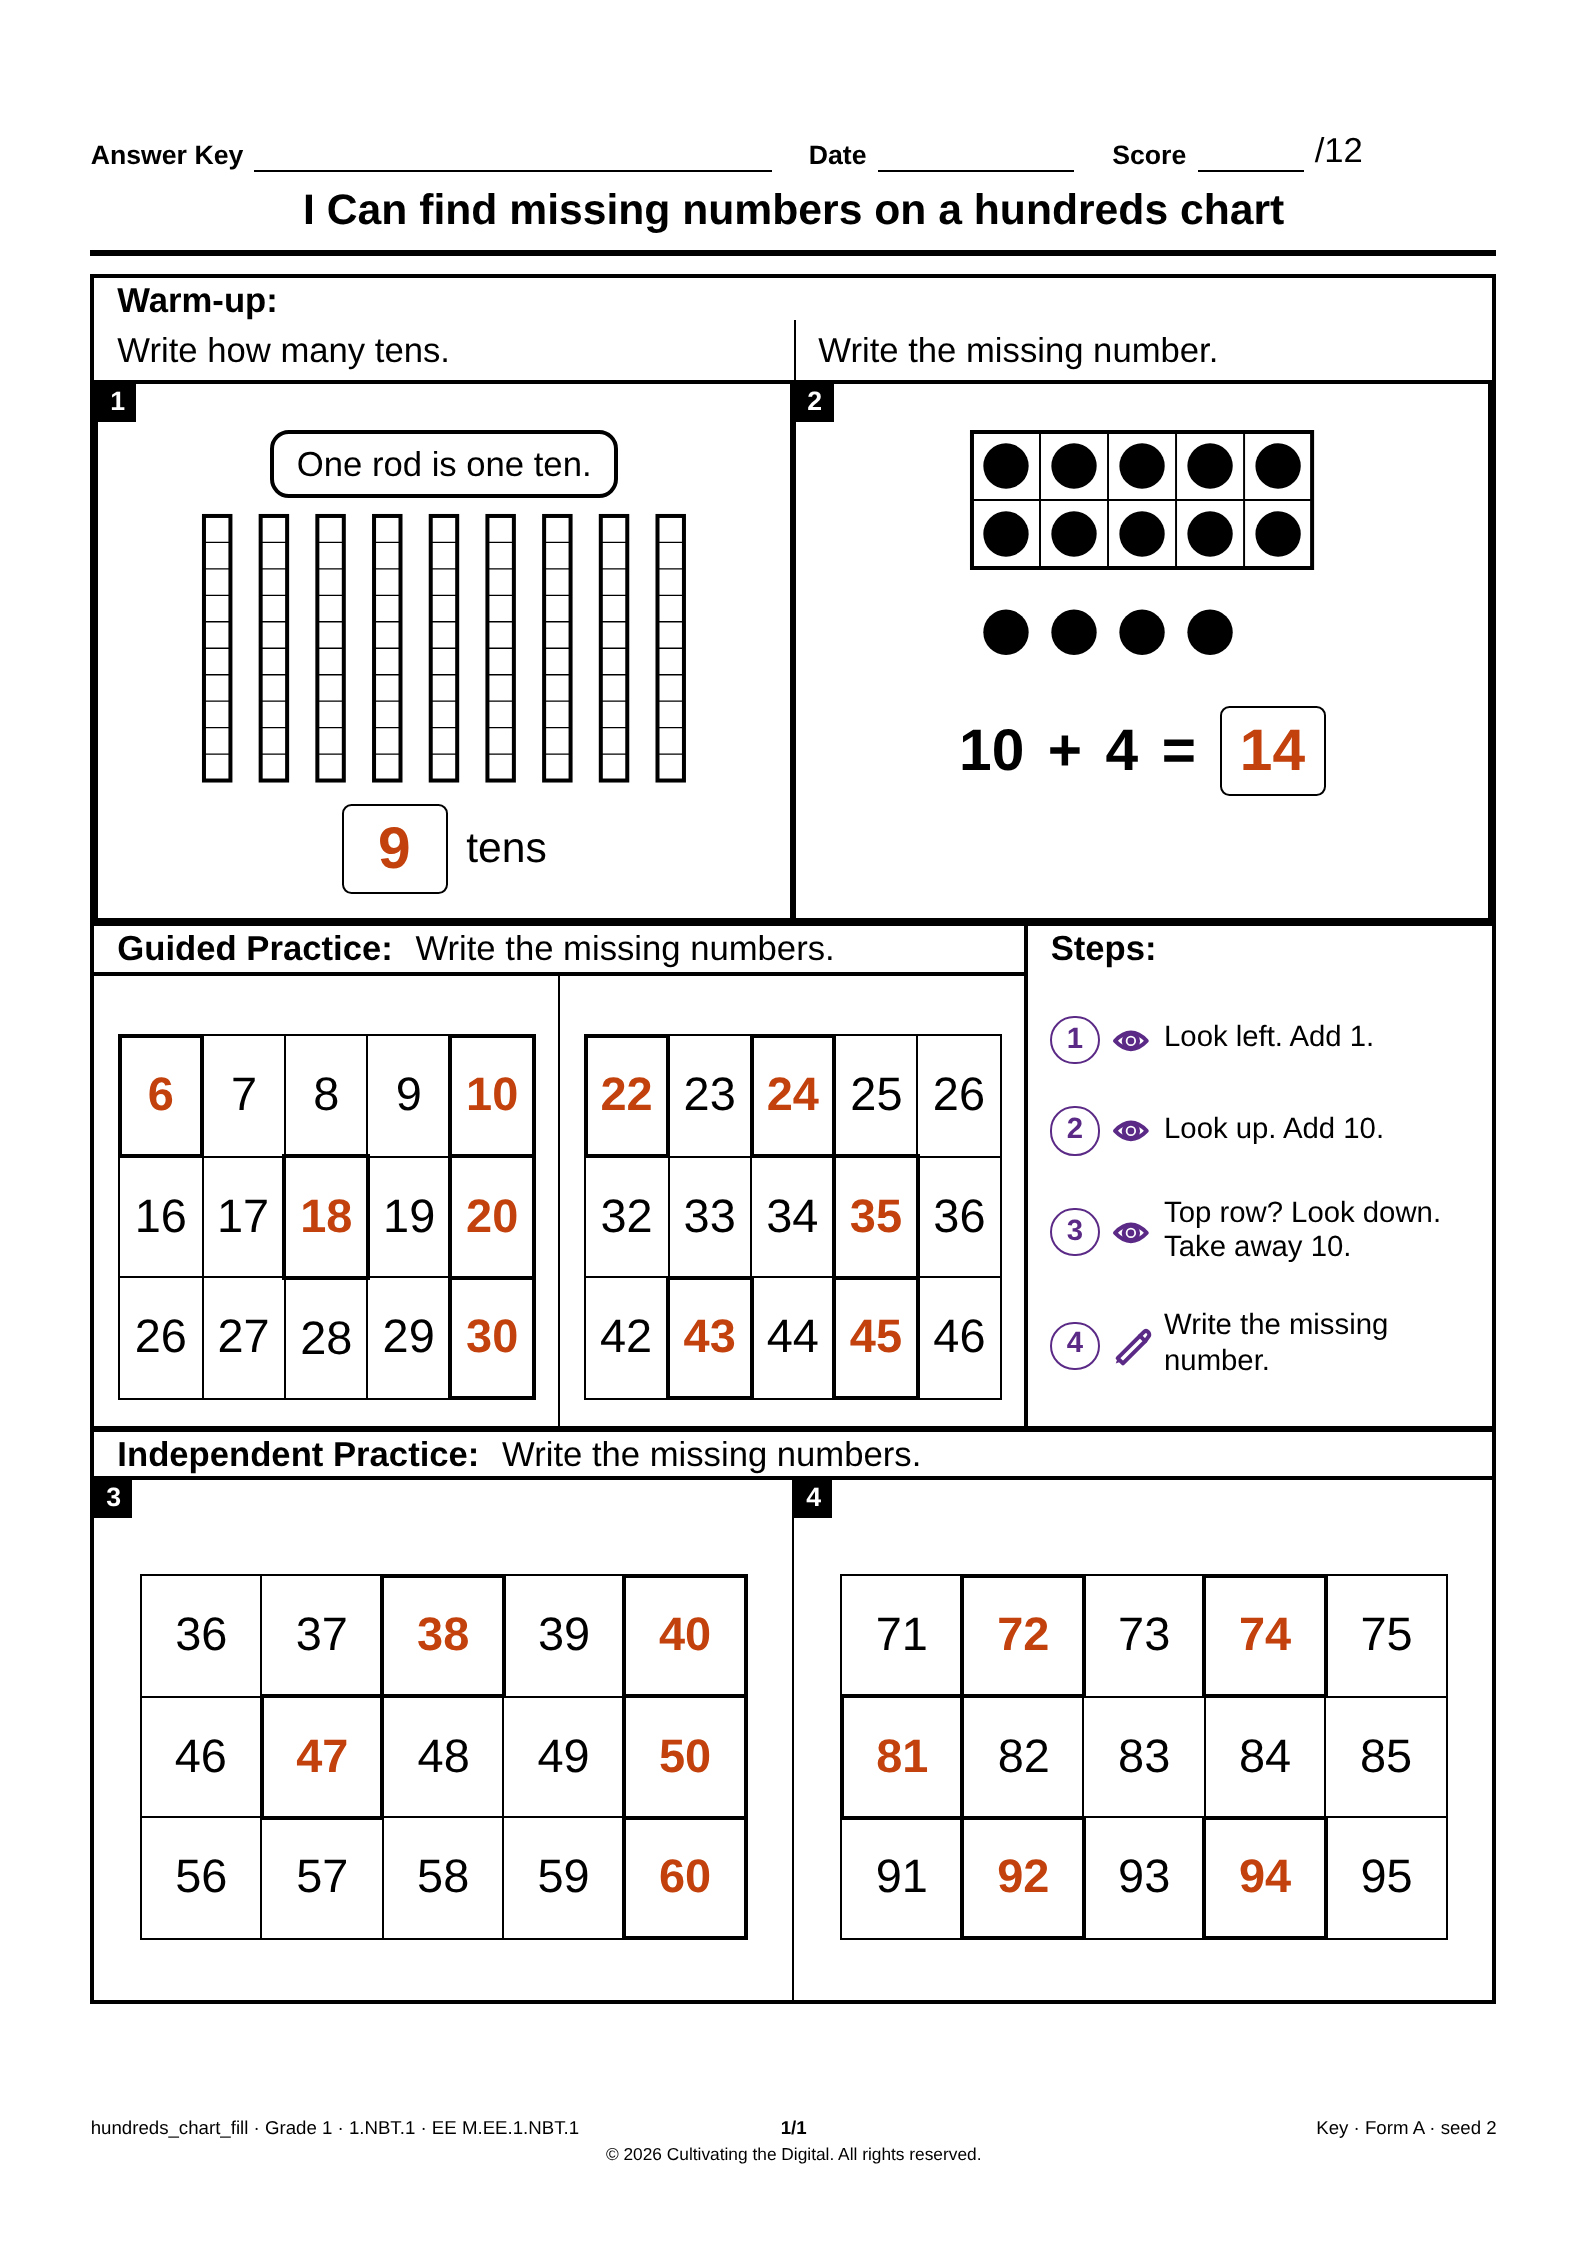 Answer Key Date Score /12
I Can find missing numbers on a hundreds chart
Warm-up:
Write how many tens. Write the missing number.
1
One rod is one ten.
9 tens
2
10 + 4 = 14
Guided Practice: Write the missing numbers.
6 7 8 9 10
16 17 18 19 20
26 27 28 29 30
22 23 24 25 26
32 33 34 35 36
42 43 44 45 46
Steps:
1 Look left. Add 1.
2 Look up. Add 10.
3 Top row? Look down.
Take away 10.
4 Write the missing
number.
Independent Practice: Write the missing numbers.
3
36 37 38 39 40
46 47 48 49 50
56 57 58 59 60
4
71 72 73 74 75
81 82 83 84 85
91 92 93 94 95
hundreds_chart_fill · Grade 1 · 1.NBT.1 · EE M.EE.1.NBT.1 1/1 Key · Form A · seed 2
© 2026 Cultivating the Digital. All rights reserved.